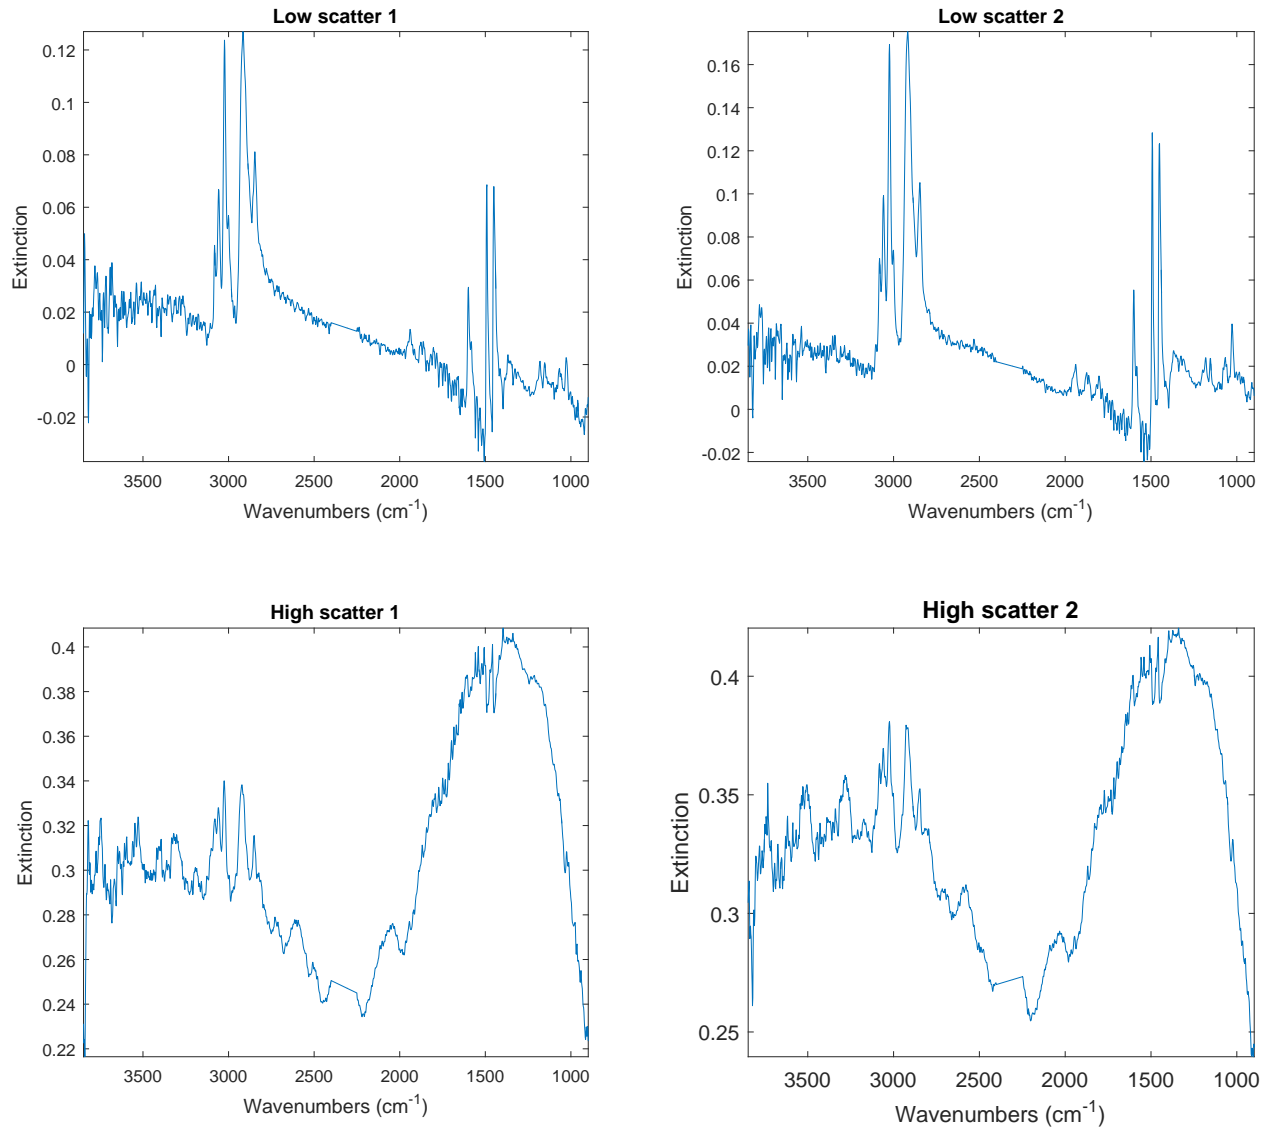 Low scatter 1
0.12
0.1
0.08
0.06
0.04
0.02
0
-0.02
Extinction
3500 3000 2500 2000 1500 1000
Wavenumbers (cm-1)
Low scatter 2
0.16
0.14
0.12
0.1
0.08
0.06
0.04
0.02
0
-0.02
Extinction
3500 3000 2500 2000 1500 1000
Wavenumbers (cm-1)
High scatter 1
0.4
0.38
0.36
0.34
0.32
0.3
0.28
0.26
0.24
0.22
Extinction
3500 3000 2500 2000 1500 1000
Wavenumbers (cm-1)
High scatter 2
0.4
0.35
0.3
0.25
Extinction
3500 3000 2500 2000 1500 1000
Wavenumbers (cm-1)